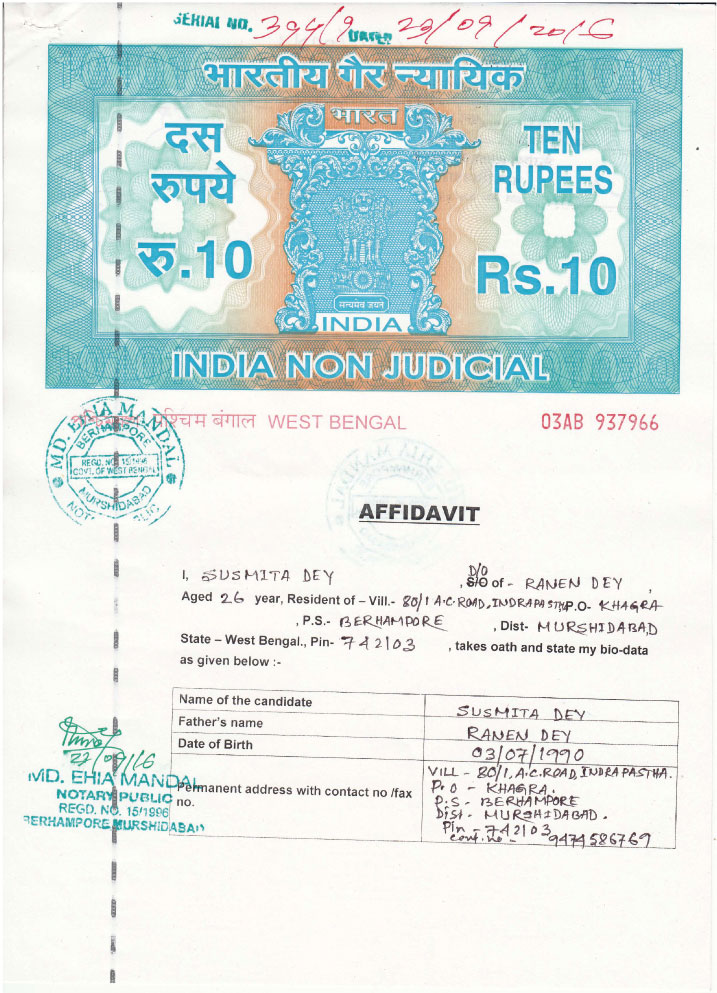 SERIAL NO. 394/9 DATED 23/09/2016
भारतीय गैर न्यायिक
भारत
दस
रुपये
रु.10
TEN
RUPEES
Rs.10
सत्यमेव जयते
INDIA
INDIA NON JUDICIAL
पश्चिम बंगाल WEST BENGAL 03AB 937966
MD. EHIA MANDAL
BERHAMPORE
REGD. NO. 15/1996
GOVT. OF WEST BENGAL
MURSHIDABAD
AFFIDAVIT
I, SUSMITA DEY , D/O S/O of - RANEN DEY ,
Aged 26 year, Resident of – Vill.- 80/1 A.C. ROAD, INDRAPASTHA P.O- KHAGRA
, P.S.- BERHAMPORE , Dist- MURSHIDABAD
State – West Bengal., Pin- 742103 , takes oath and state my bio-data
as given below :-
Name of the candidate SUSMITA DEY
Father's name RANEN DEY
Date of Birth 03/07/1990
Permanent address with contact no /fax no.
VILL - 80/1, A.C. ROAD, INDRAPASTHA.
P.O - KHAGRA.
P.S - BERHAMPORE
Dist - MURSHIDABAD.
Pin - 742103
cont. no - 9474586769
MD. EHIA MANDAL
NOTARY PUBLIC
REGD. NO. 15/1996
BERHAMPORE MURSHIDABAD